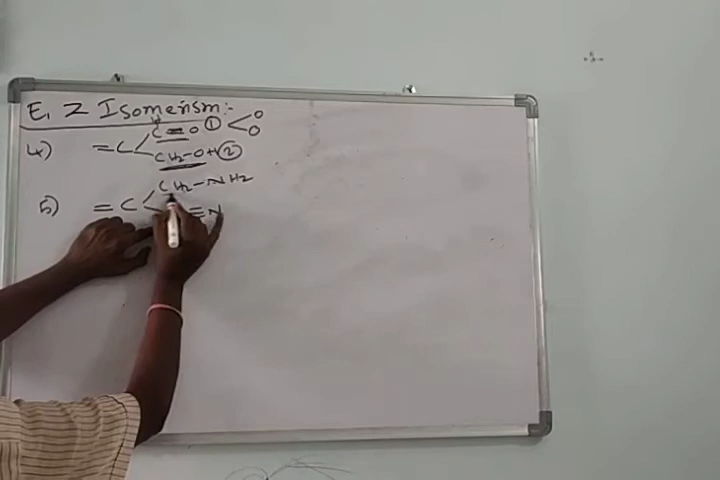 E, Z Isomerism:-
H
4) =C C=O ① < O
O
CH2-OH ②
CH2-NH2
5) =C ≡N